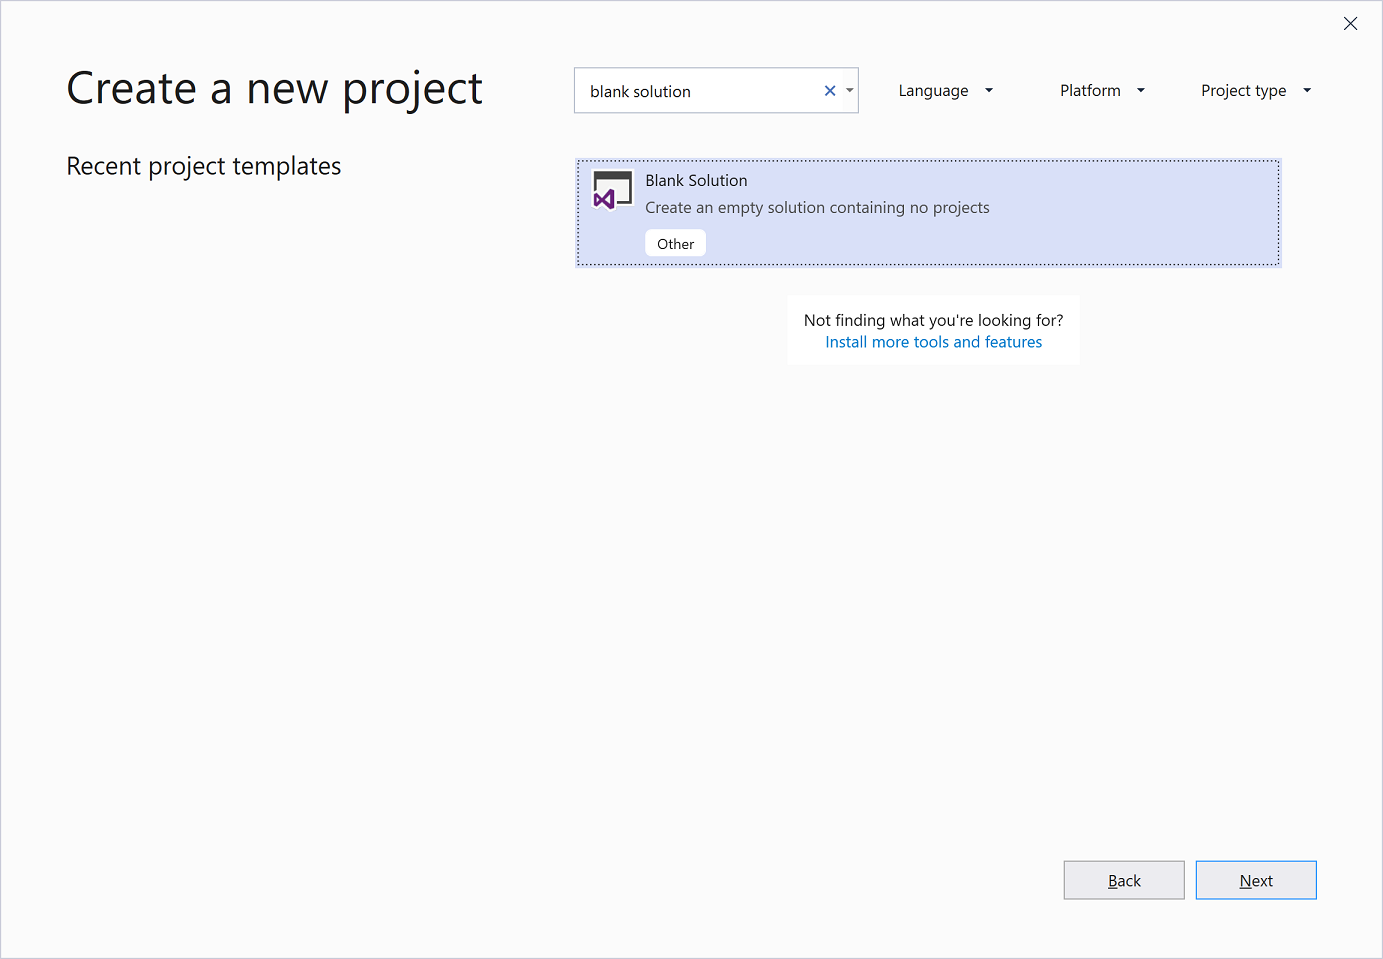 Create a new project
blank solution
Language
Platform
Project type
Recent project templates
Blank Solution
Create an empty solution containing no projects
Other
Not finding what you're looking for?
Install more tools and features
Back
Next